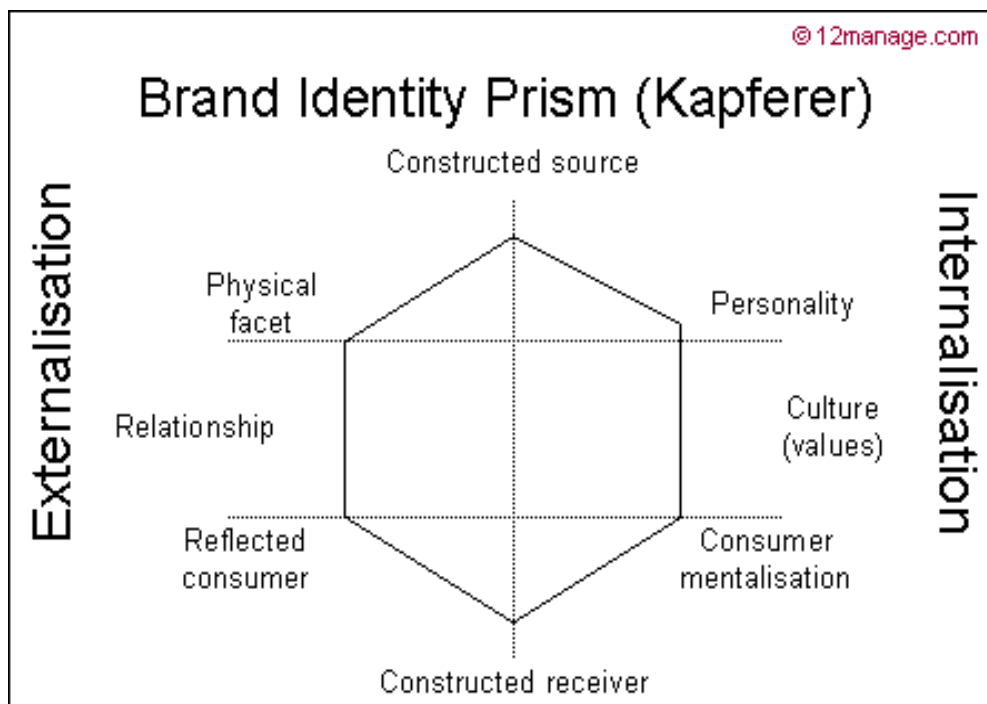 ©12manage.com
Brand Identity Prism (Kapferer)
Constructed source
Externalisation
Internalisation
Physical
facet
Personality
Relationship
Culture
(values)
Reflected
consumer
Consumer
mentalisation
Constructed receiver